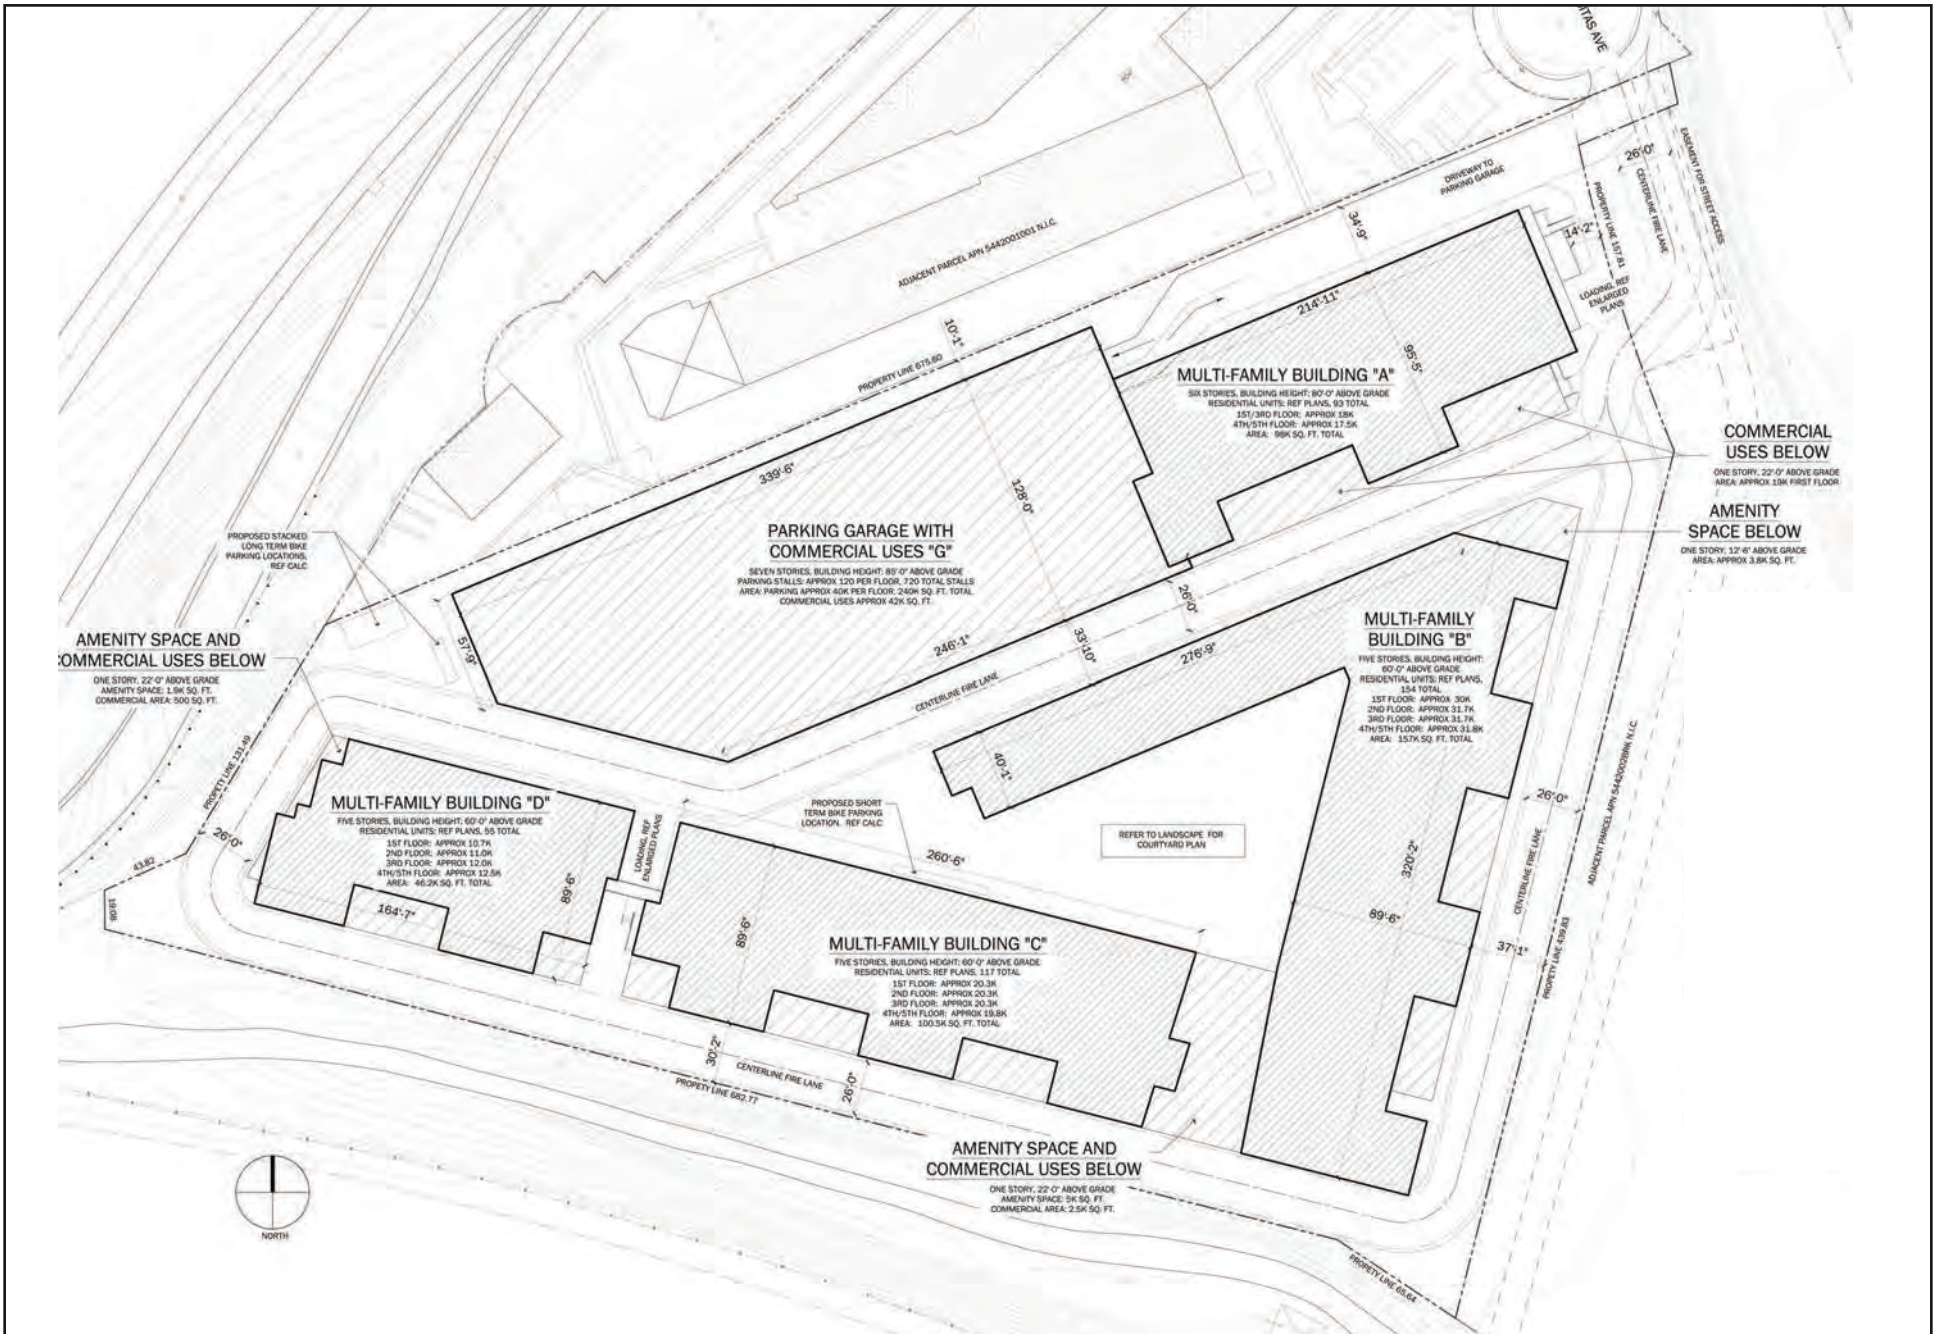 ITAS AVE
EASEMENT FOR STREET ACCESS
26'-0"
CENTERLINE FIRE LANE
PROPERTY LINE 157.81
DRIVEWAY TO
PARKING GARAGE
34'-9"
14'-2"
LOADING, REF
ENLARGED
PLANS
ADJACENT PARCEL APN 5442001001 N.I.C.
214'-11"
10'-1"
PROPERTY LINE 675.60
95'-5"
MULTI-FAMILY BUILDING "A"
SIX STORIES, BUILDING HEIGHT: 80'-0" ABOVE GRADE
RESIDENTIAL UNITS: REF PLANS, 93 TOTAL
1ST/3RD FLOOR: APPROX 18K
4TH/5TH FLOOR: APPROX 17.5K
AREA: 98K SQ. FT. TOTAL
COMMERCIAL
USES BELOW
ONE STORY, 22'-0" ABOVE GRADE
AREA: APPROX 19K FIRST FLOOR
339'-6"
128'-0"
AMENITY
SPACE BELOW
ONE STORY, 12'-6" ABOVE GRADE
AREA: APPROX 3.8K SQ. FT.
PROPOSED STACKED
LONG TERM BIKE
PARKING LOCATIONS,
REF CALC
PARKING GARAGE WITH
COMMERCIAL USES "G"
SEVEN STORIES, BUILDING HEIGHT: 85'-0" ABOVE GRADE
PARKING STALLS: APPROX 120 PER FLOOR, 720 TOTAL STALLS
AREA: PARKING APPROX 40K PER FLOOR, 240K SQ. FT. TOTAL
COMMERCIAL USES APPROX 42K SQ. FT.
26'-0"
AMENITY SPACE AND
COMMERCIAL USES BELOW
ONE STORY, 22'-0" ABOVE GRADE
AMENITY SPACE: 1.9K SQ. FT.
COMMERCIAL AREA: 500 SQ. FT.
57'-9"
246'-1"
33'-10"
276'-9"
CENTERLINE FIRE LANE
MULTI-FAMILY
BUILDING "B"
FIVE STORIES, BUILDING HEIGHT:
60'-0" ABOVE GRADE
RESIDENTIAL UNITS: REF PLANS,
154 TOTAL
1ST FLOOR: APPROX 30K
2ND FLOOR: APPROX 31.7K
3RD FLOOR: APPROX 31.7K
4TH/5TH FLOOR: APPROX 31.8K
AREA: 157K SQ. FT. TOTAL
PROPETY LINE 131.49
40'-1"
MULTI-FAMILY BUILDING "D"
FIVE STORIES, BUILDING HEIGHT: 60'-0" ABOVE GRADE
RESIDENTIAL UNITS: REF PLANS, 55 TOTAL
1ST FLOOR: APPROX 10.7K
2ND FLOOR: APPROX 11.0K
3RD FLOOR: APPROX 12.0K
4TH/5TH FLOOR: APPROX 12.5K
AREA: 46.2K SQ. FT. TOTAL
26'-0"
43.82
19.08
164'-7"
89'-6"
LOADING, REF
ENLARGED PLANS
PROPOSED SHORT
TERM BIKE PARKING
LOCATION, REF CALC
260'-6"
REFER TO LANDSCAPE FOR
COURTYARD PLAN
320'-2"
26'-0"
CENTERLINE FIRE LANE
ADJACENT PARCEL APN 5442002BRK N.I.C.
PROPETY LINE 439.83
89'-6"
37'-1"
89'-6"
MULTI-FAMILY BUILDING "C"
FIVE STORIES, BUILDING HEIGHT: 60'-0" ABOVE GRADE
RESIDENTIAL UNITS: REF PLANS, 117 TOTAL
1ST FLOOR: APPROX 20.3K
2ND FLOOR: APPROX 20.3K
3RD FLOOR: APPROX 20.3K
4TH/5TH FLOOR: APPROX 19.8K
AREA: 100.5K SQ. FT. TOTAL
30'-2"
CENTERLINE FIRE LANE
26'-0"
PROPETY LINE 682.77
AMENITY SPACE AND
COMMERCIAL USES BELOW
ONE STORY, 22'-0" ABOVE GRADE
AMENITY SPACE: 5K SQ. FT.
COMMERCIAL AREA: 2.5K SQ. FT.
NORTH
PROPETY LINE 65.64